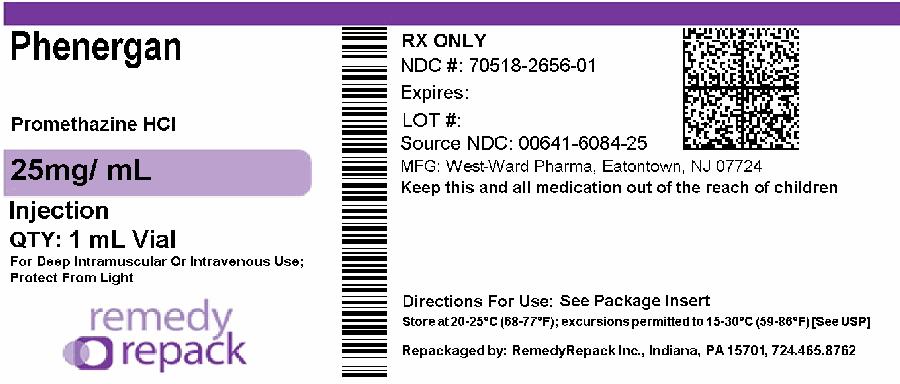 Phenergan
Promethazine HCl
25mg/ mL
Injection
QTY: 1 mL Vial
For Deep Intramuscular Or Intravenous Use;
Protect From Light
remedy
repack
RX ONLY
NDC #: 70518-2656-01
Expires:
LOT #:
Source NDC: 00641-6084-25
MFG: West-Ward Pharma, Eatontown, NJ 07724
Keep this and all medication out of the reach of children
Directions For Use: See Package Insert
Store at 20-25°C (68-77°F); excursions permitted to 15-30°C (59-86°F) [See USP]
Repackaged by: RemedyRepack Inc., Indiana, PA 15701, 724.465.8762